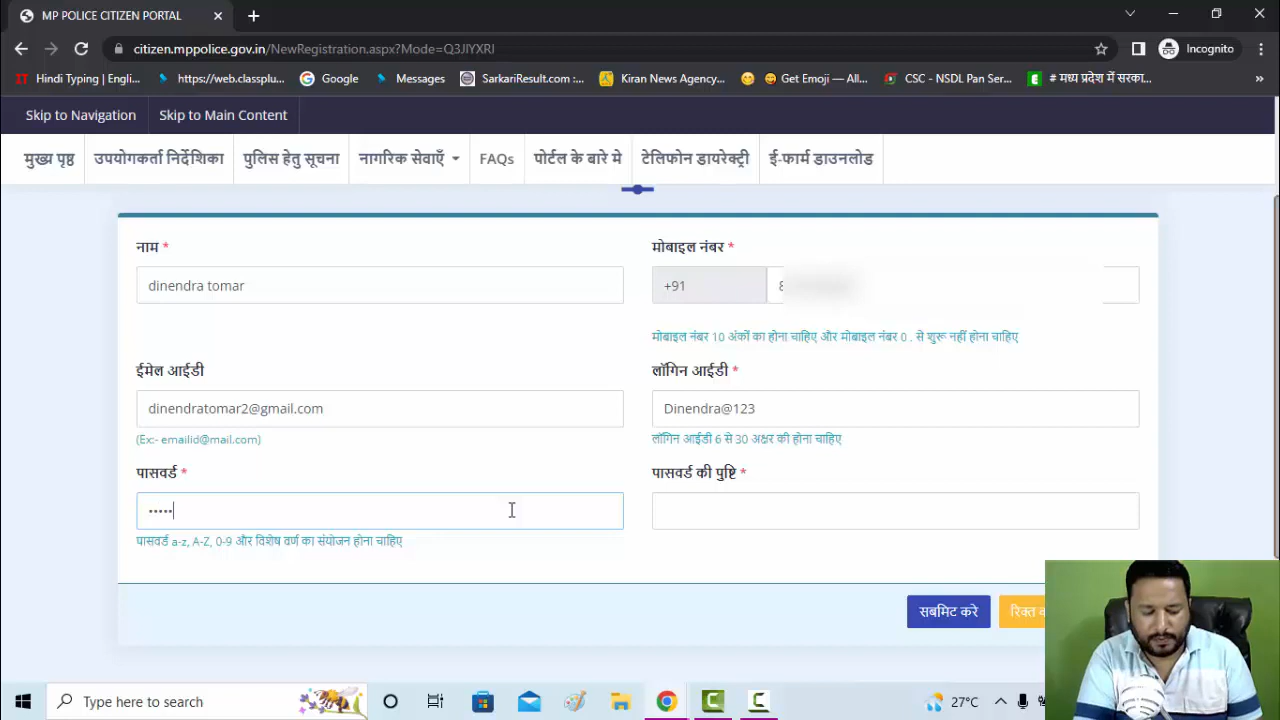 MP POLICE CITIZEN PORTAL
citizen.mppolice.gov.in/NewRegistration.aspx?Mode=Q3JlYXRl
Incognito
Hindi Typing | Engl...
https://web.classplu...
Google
Messages
SarkariResult.com :...
Kiran News Agency...
Get Emoji — All...
CSC - NSDL Pan Ser...
# मध्य प्रदेश में सरका...
»
Skip to Navigation
Skip to Main Content
मुख्य पृष्ठ
उपयोगकर्ता निर्देशिका
पुलिस हेतु सूचना
नागरिक सेवाएँ
FAQs
पोर्टल के बारे मे
टेलिफोन डायरेक्ट्री
ई-फार्म डाउनलोड
नाम *
मोबाइल नंबर *
dinendra tomar
+91
8
मोबाइल नंबर 10 अंकों का होना चाहिए और मोबाइल नंबर 0 . से शुरू नहीं होना चाहिए
ईमेल आईडी
लॉगिन आईडी *
dinendratomar2@gmail.com
Dinendra@123
(Ex:- emailid@mail.com)
लॉगिन आईडी 6 से 30 अक्षर की होना चाहिए
पासवर्ड *
पासवर्ड की पुष्टि *
•••••
पासवर्ड a-z, A-Z, 0-9 और विशेष वर्ण का संयोजन होना चाहिए
सबमिट करे
रिक्त
Type here to search
27°C